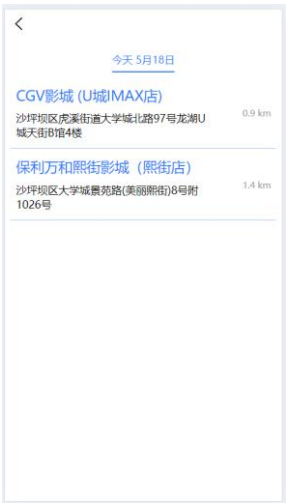 今天 5月18日
CGV影城 (U城IMAX店)
沙坪坝区虎溪街道大学城北路97号龙湖U
0.9 km
城天街B馆4楼
保利万和熙街影城（熙街店）
沙坪坝区大学城景苑路(美丽熙街)8号附
1.4 km
1026号